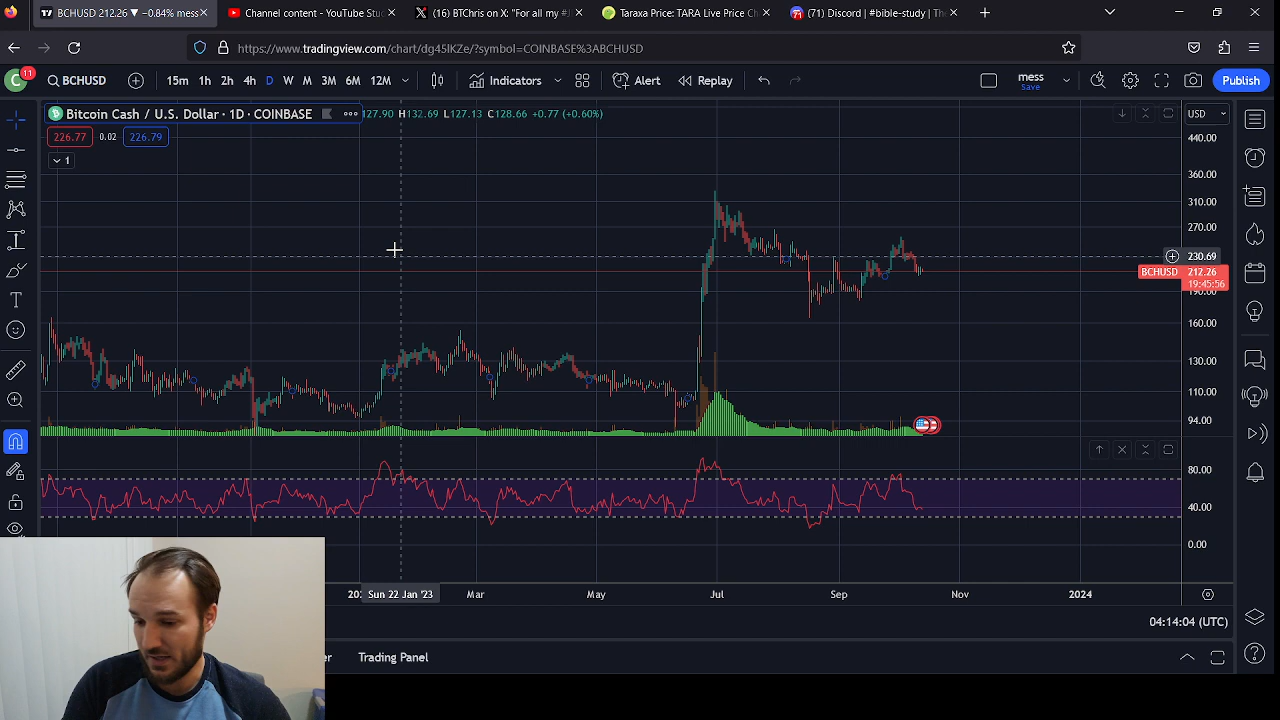 BCHUSD 212.26 ▼ −0.84% mess
Channel content - YouTube Stu
(16) BTChris on X: "For all my #J
Taraxa Price: TARA Live Price C
(71) Discord | #bible-study | The
https://www.tradingview.com/chart/dg45lKZe/?symbol=COINBASE%3ABCHUSD
C 11 BCHUSD 15m 1h 2h 4h D W M 3M 6M 12M Indicators Alert Replay mess Save Publish
Bitcoin Cash / U.S. Dollar · 1D · COINBASE 127.90 H132.69 L127.13 C128.66 +0.77 (+0.60%) USD
226.77 0.02 226.79
1
440.00
360.00
310.00
270.00
230.69
BCHUSD 212.26
19:45:56
190.00
160.00
130.00
110.00
94.00
80.00
40.00
0.00
Sun 22 Jan '23 Mar May Jul Sep Nov 2024
04:14:04 (UTC)
Trading Panel